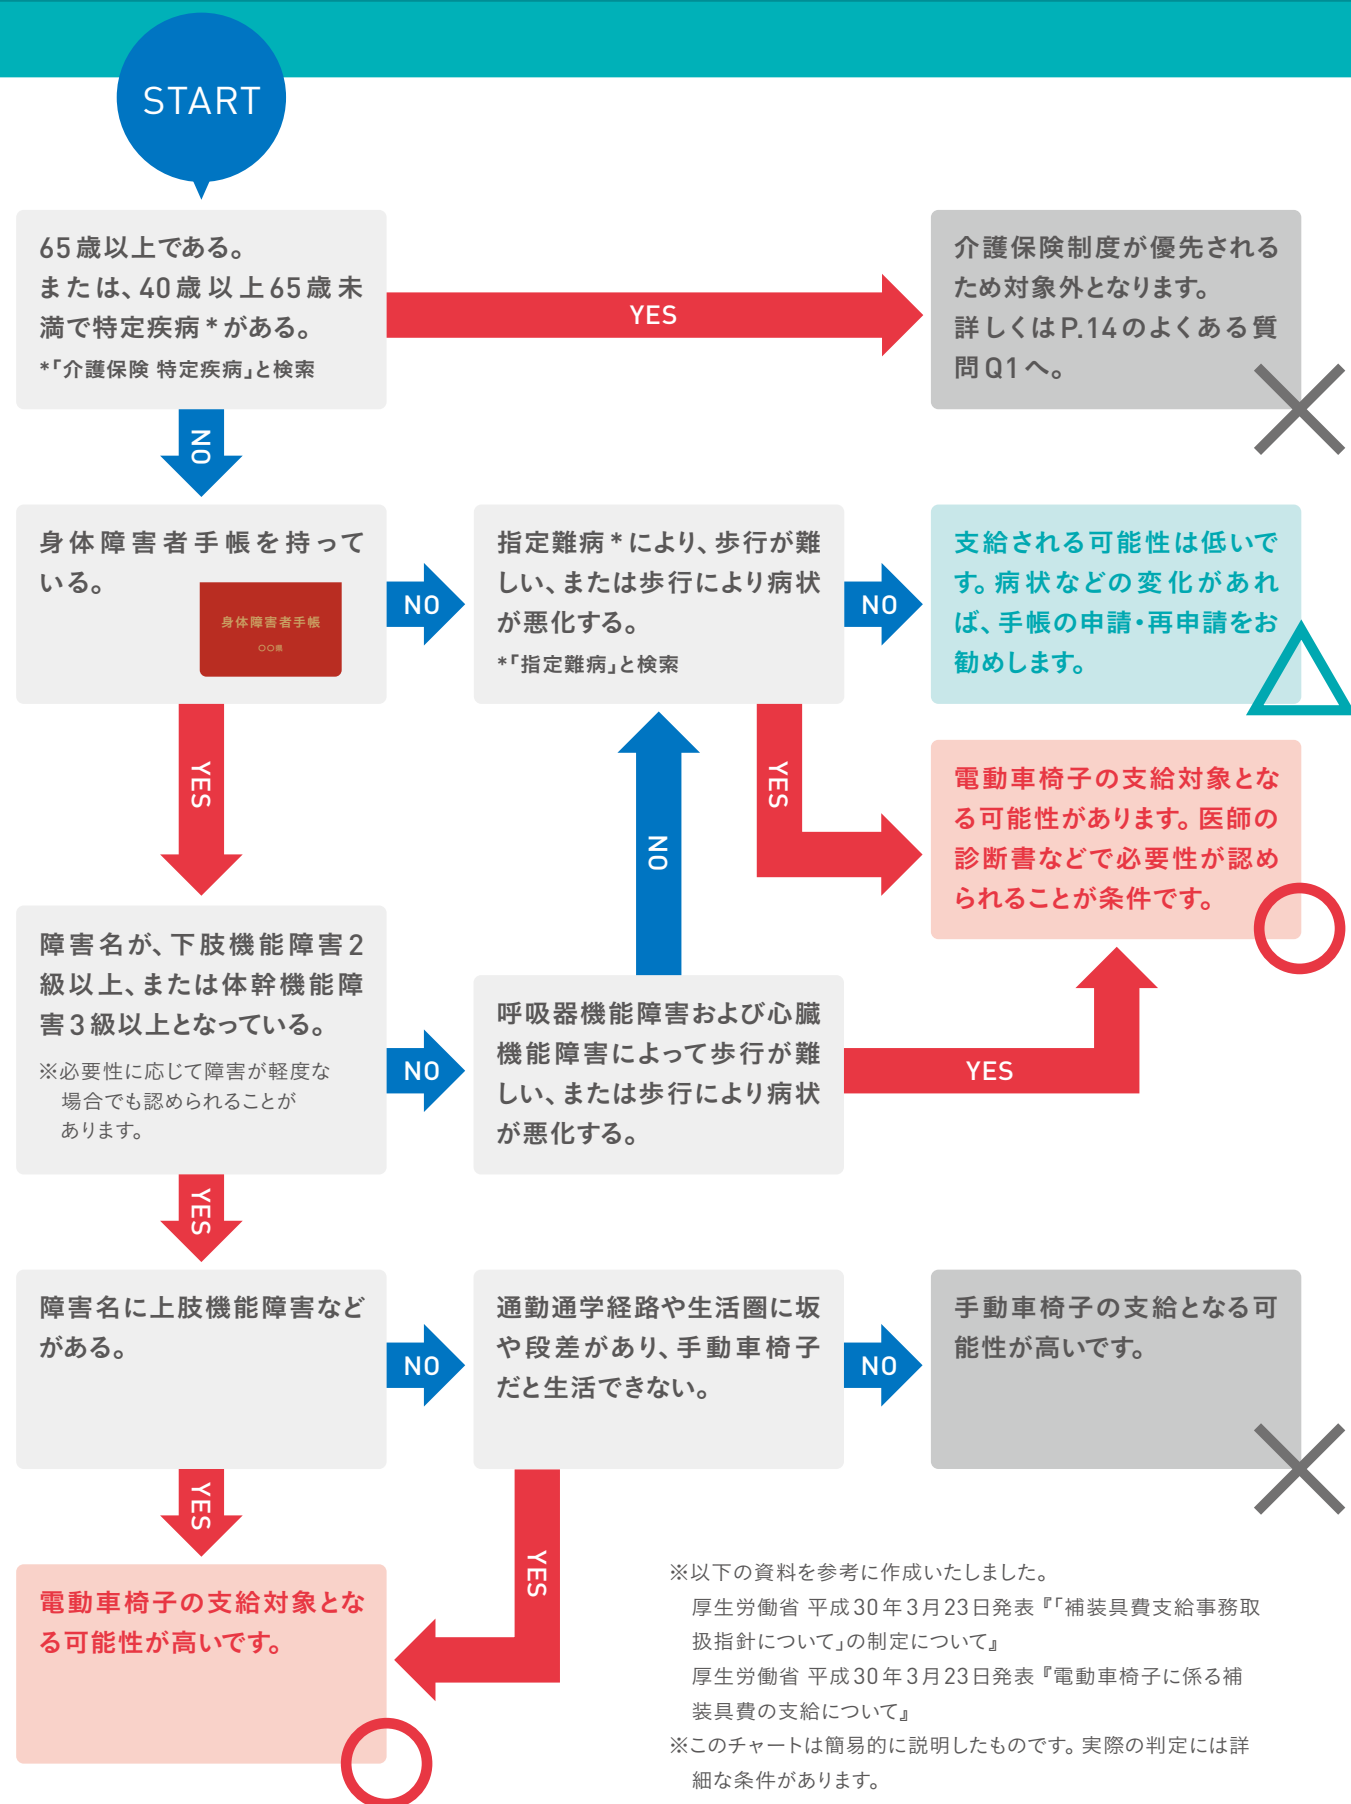 START
65歳以上である。
または、40歳以上65歳未
満で特定疾病*がある。
*「介護保険 特定疾病」と検索
YES
介護保険制度が優先される
ため対象外となります。
詳しくはP.14のよくある質
問Q1へ。
NO
身体障害者手帳を持って
いる。
身体障害者手帳
○○県
NO
指定難病*により、歩行が難
しい、または歩行により病状
が悪化する。
*「指定難病」と検索
NO
支給される可能性は低いで
す。病状などの変化があれ
ば、手帳の申請・再申請をお
勧めします。
YES
YES
電動車椅子の支給対象とな
る可能性があります。医師の
診断書などで必要性が認め
られることが条件です。
NO
障害名が、下肢機能障害2
級以上、または体幹機能障
害3級以上となっている。
※必要性に応じて障害が軽度な
場合でも認められることが
あります。
NO
呼吸器機能障害および心臓
機能障害によって歩行が難
しい、または歩行により病状
が悪化する。
YES
YES
障害名に上肢機能障害など
がある。
NO
通勤通学経路や生活圏に坂
や段差があり、手動車椅子
だと生活できない。
NO
手動車椅子の支給となる可
能性が高いです。
YES
YES
電動車椅子の支給対象とな
る可能性が高いです。
※以下の資料を参考に作成いたしました。
厚生労働省 平成30年3月23日発表『「補装具費支給事務取
扱指針について」の制定について』
厚生労働省 平成30年3月23日発表『電動車椅子に係る補
装具費の支給について』
※このチャートは簡易的に説明したものです。実際の判定には詳
細な条件があります。